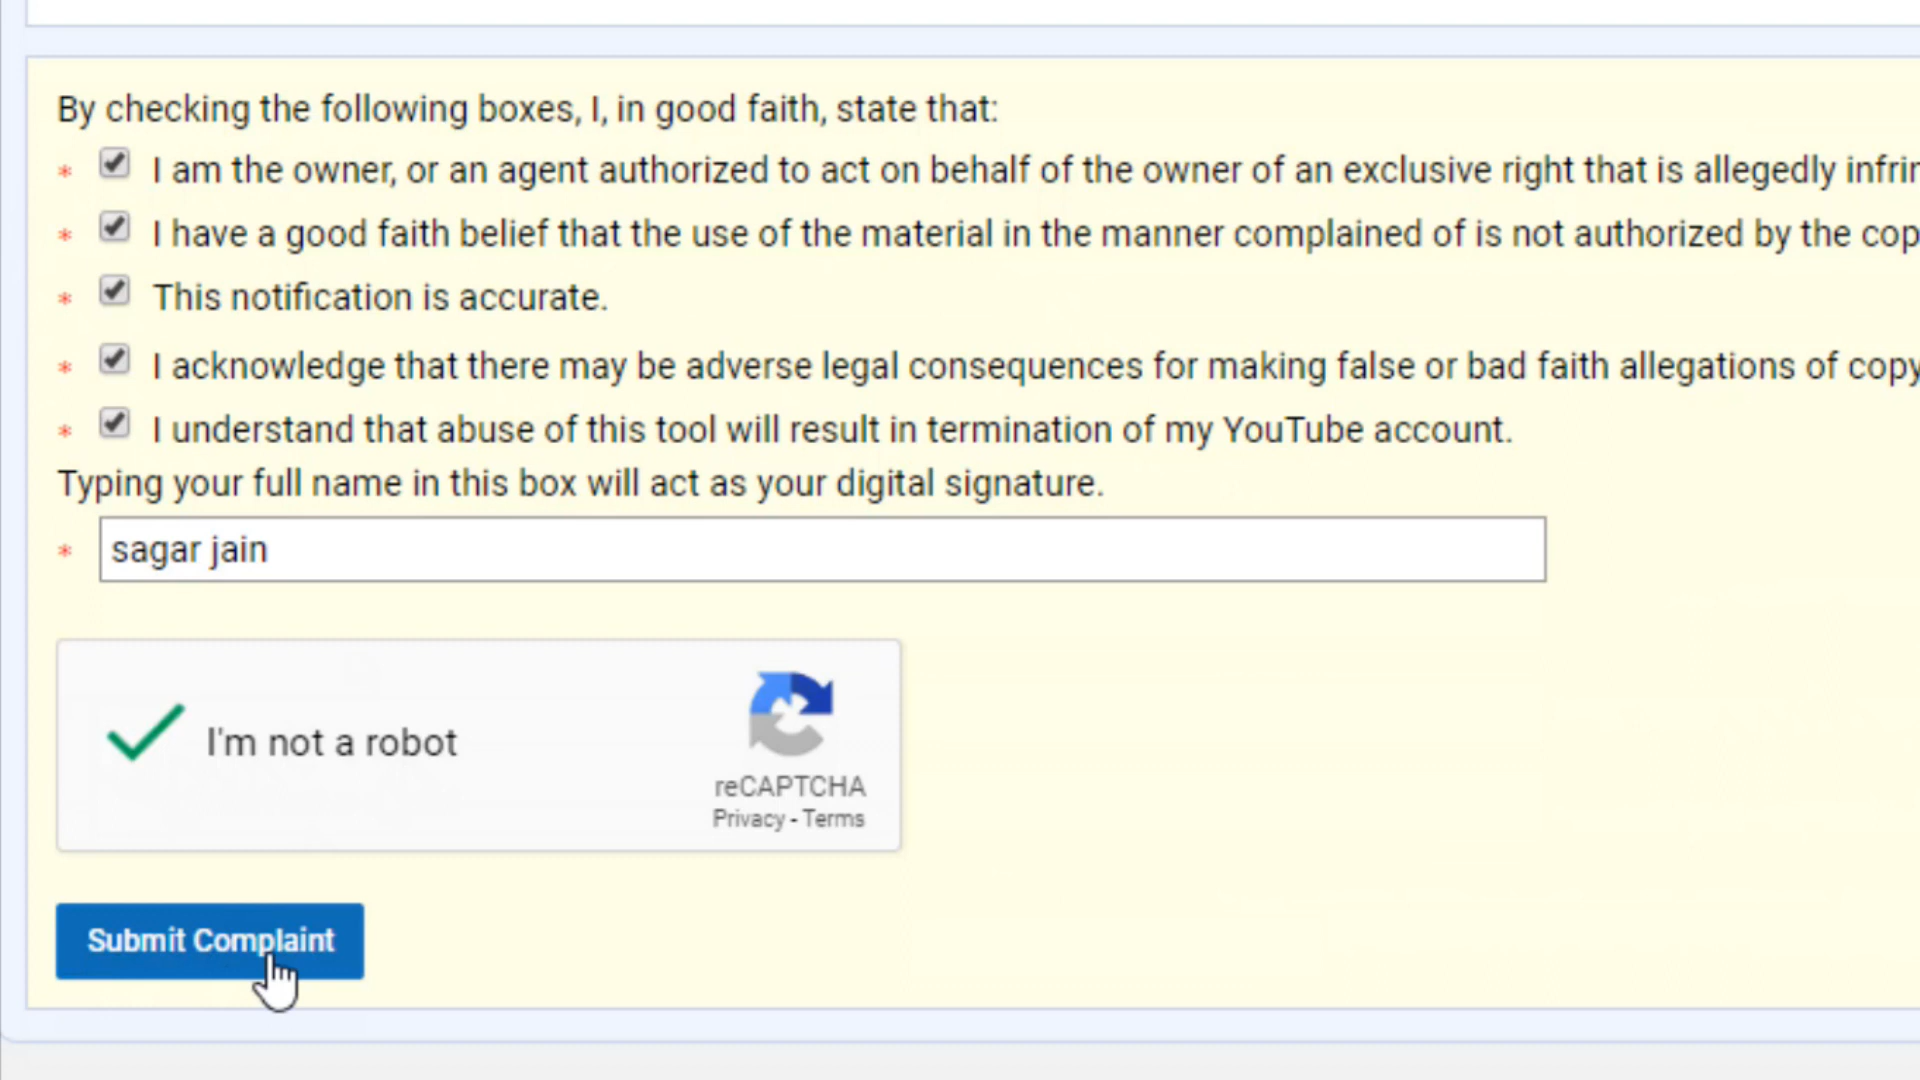 By checking the following boxes, I, in good faith, state that:
* I am the owner, or an agent authorized to act on behalf of the owner of an exclusive right that is allegedly
* I have a good faith belief that the use of the material in the manner complained of is not authorized by the
* This notification is accurate.
* I acknowledge that there may be adverse legal consequences for making false or bad faith allegations of
* I understand that abuse of this tool will result in termination of my YouTube account.
Typing your full name in this box will act as your digital signature.
* sagar jain
I'm not a robot
reCAPTCHA
Privacy - Terms
Submit Complaint